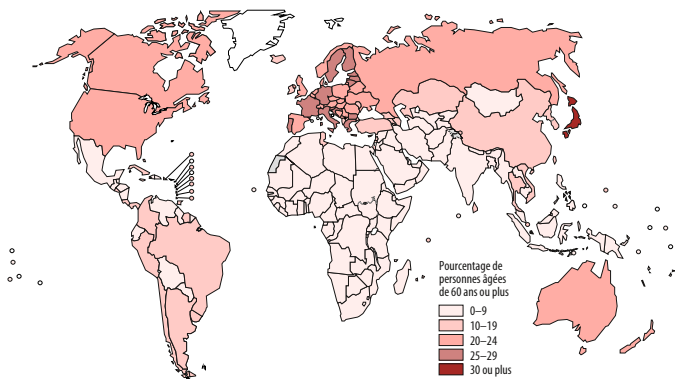 Pourcentage de
personnes âgées
de 60 ans ou plus
0–9
10–19
20–24
25–29
30 ou plus